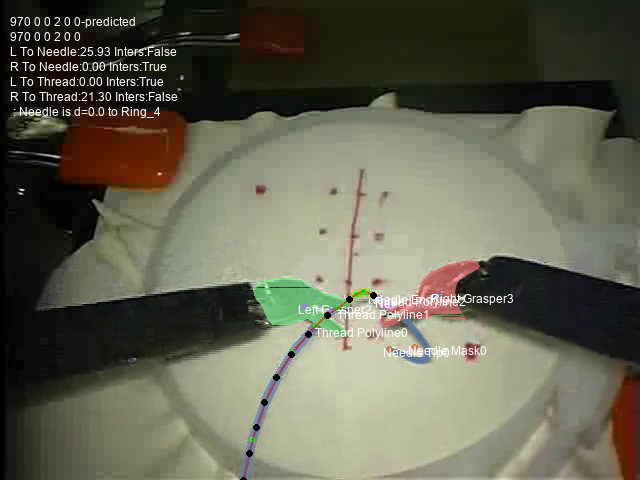 970 0 0 2 0 0-predicted
970 0 0 2 0 0
L To Needle:25.93 Inters:False
R To Needle:0.00 Inters:True
L To Thread:0.00 Inters:True
R To Thread:21.30 Inters:False
: Needle is d=0.0 to Ring_4
Right Grasper3
Thread Polyline1
Thread Polyline0
Needle Mask0